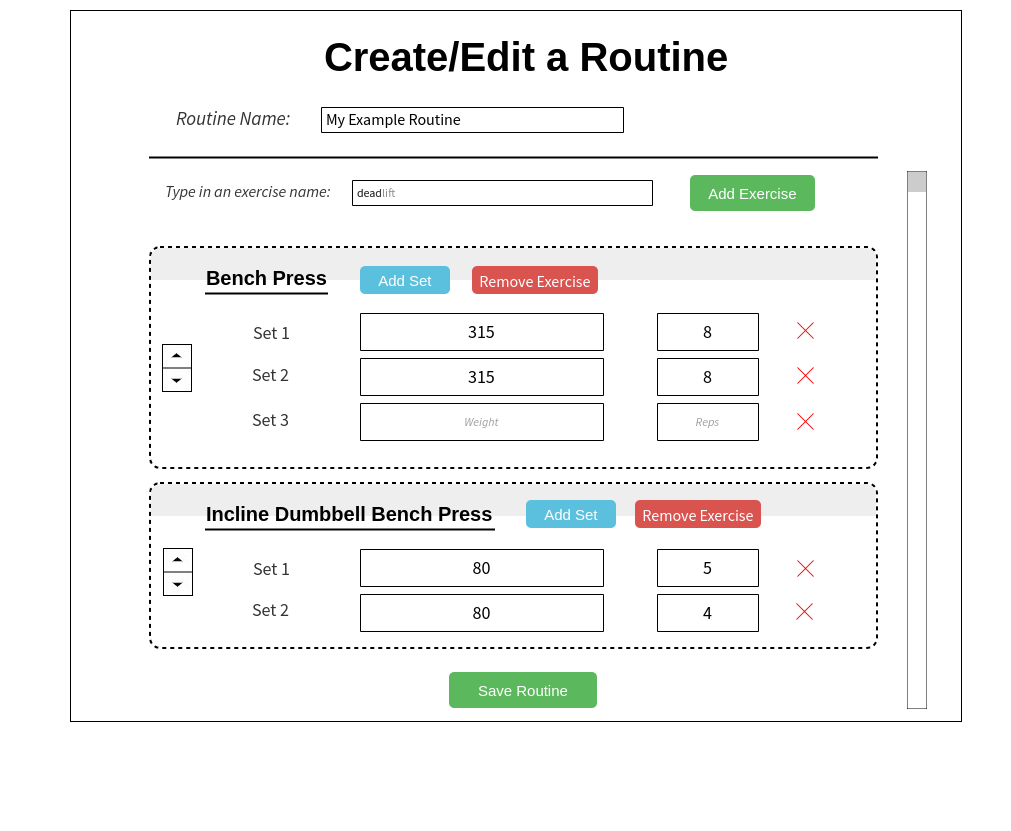 Create/Edit a Routine
Routine Name: My Example Routine
Type in an exercise name: deadlift Add Exercise
Bench Press Add Set Remove Exercise
Set 1 315 8
Set 2 315 8
Set 3 Weight Reps
Incline Dumbbell Bench Press Add Set Remove Exercise
Set 1 80 5
Set 2 80 4
Save Routine